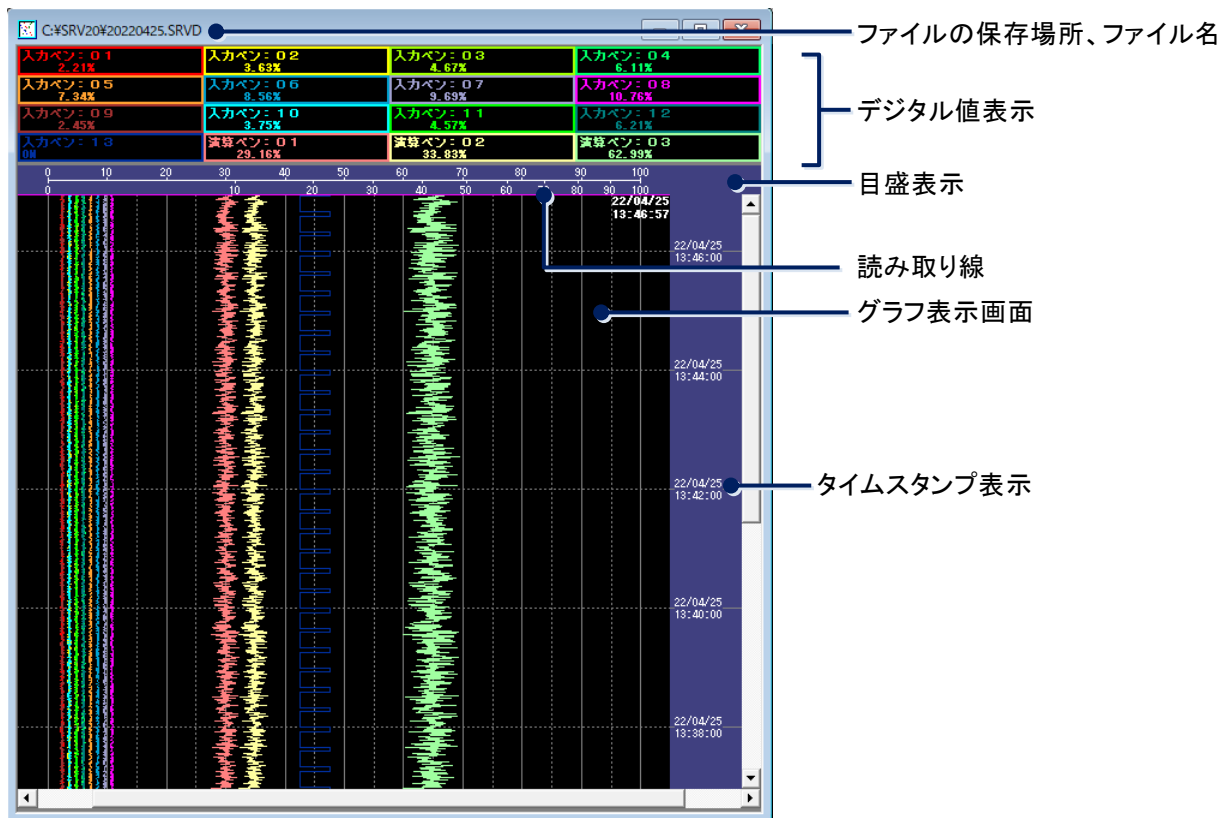 C:¥SRV20¥20220425.SRVD
ファイルの保存場所、ファイル名
入力ペン：０１ 入力ペン：０２ 入力ペン：０３ 入力ペン：０４
2.21% 3.63% 4.67% 6.11%
入力ペン：０５ 入力ペン：０６ 入力ペン：０７ 入力ペン：０８
7.34% 8.56% 9.69% 10.76%
デジタル値表示
入力ペン：０９ 入力ペン：１０ 入力ペン：１１ 入力ペン：１２
2.45% 3.75% 4.57% 6.21%
入力ペン：１３ 演算ペン：０１ 演算ペン：０２ 演算ペン：０３
ON 29.16% 33.83% 62.99%
0 10 20 30 40 50 60 70 80 90 100
0 10 20 30 40 50 60 70 80 90 100
目盛表示
22/04/25
13:46:57
22/04/25
13:46:00
読み取り線
グラフ表示画面
22/04/25
13:44:00
22/04/25
13:42:00
タイムスタンプ表示
22/04/25
13:40:00
22/04/25
13:38:00